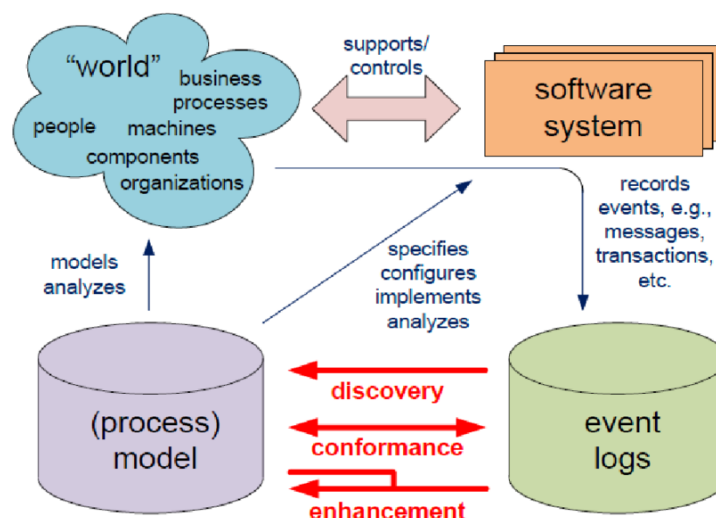 “world”
business
processes
people
machines
components
organizations
supports/
controls
software
system
models
analyzes
specifies
configures
implements
analyzes
records
events, e.g.,
messages,
transactions,
etc.
(process)
model
discovery
conformance
enhancement
event
logs